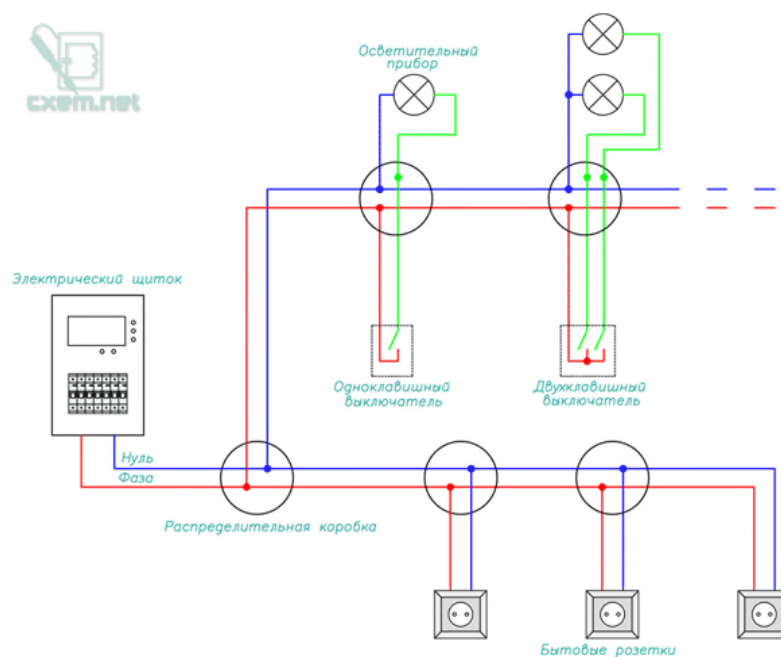 cxem.net
Осветительный
прибор
Электрический щиток
Одноклавишный
выключатель
Двухклавишный
выключатель
Нуль
Фаза
Распределительная коробка
Бытовые розетки